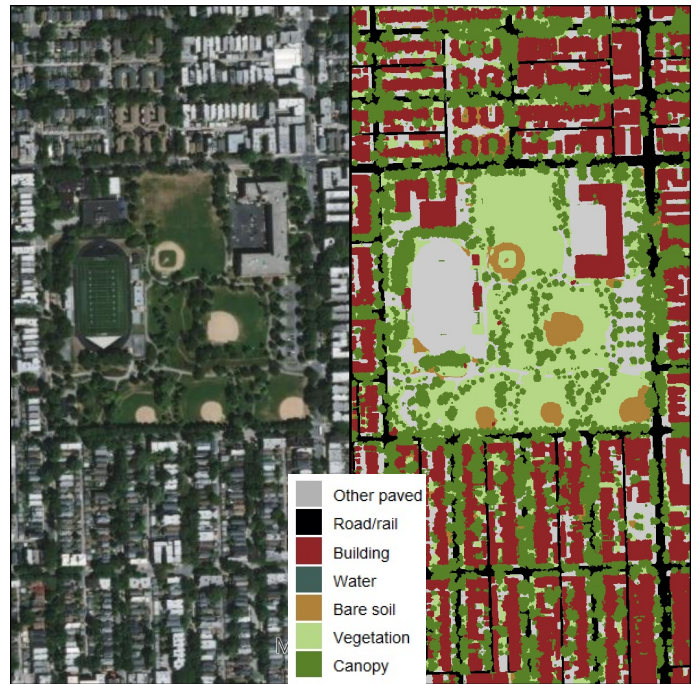 Other paved
Road/rail
Building
Water
Bare soil
Vegetation
Canopy